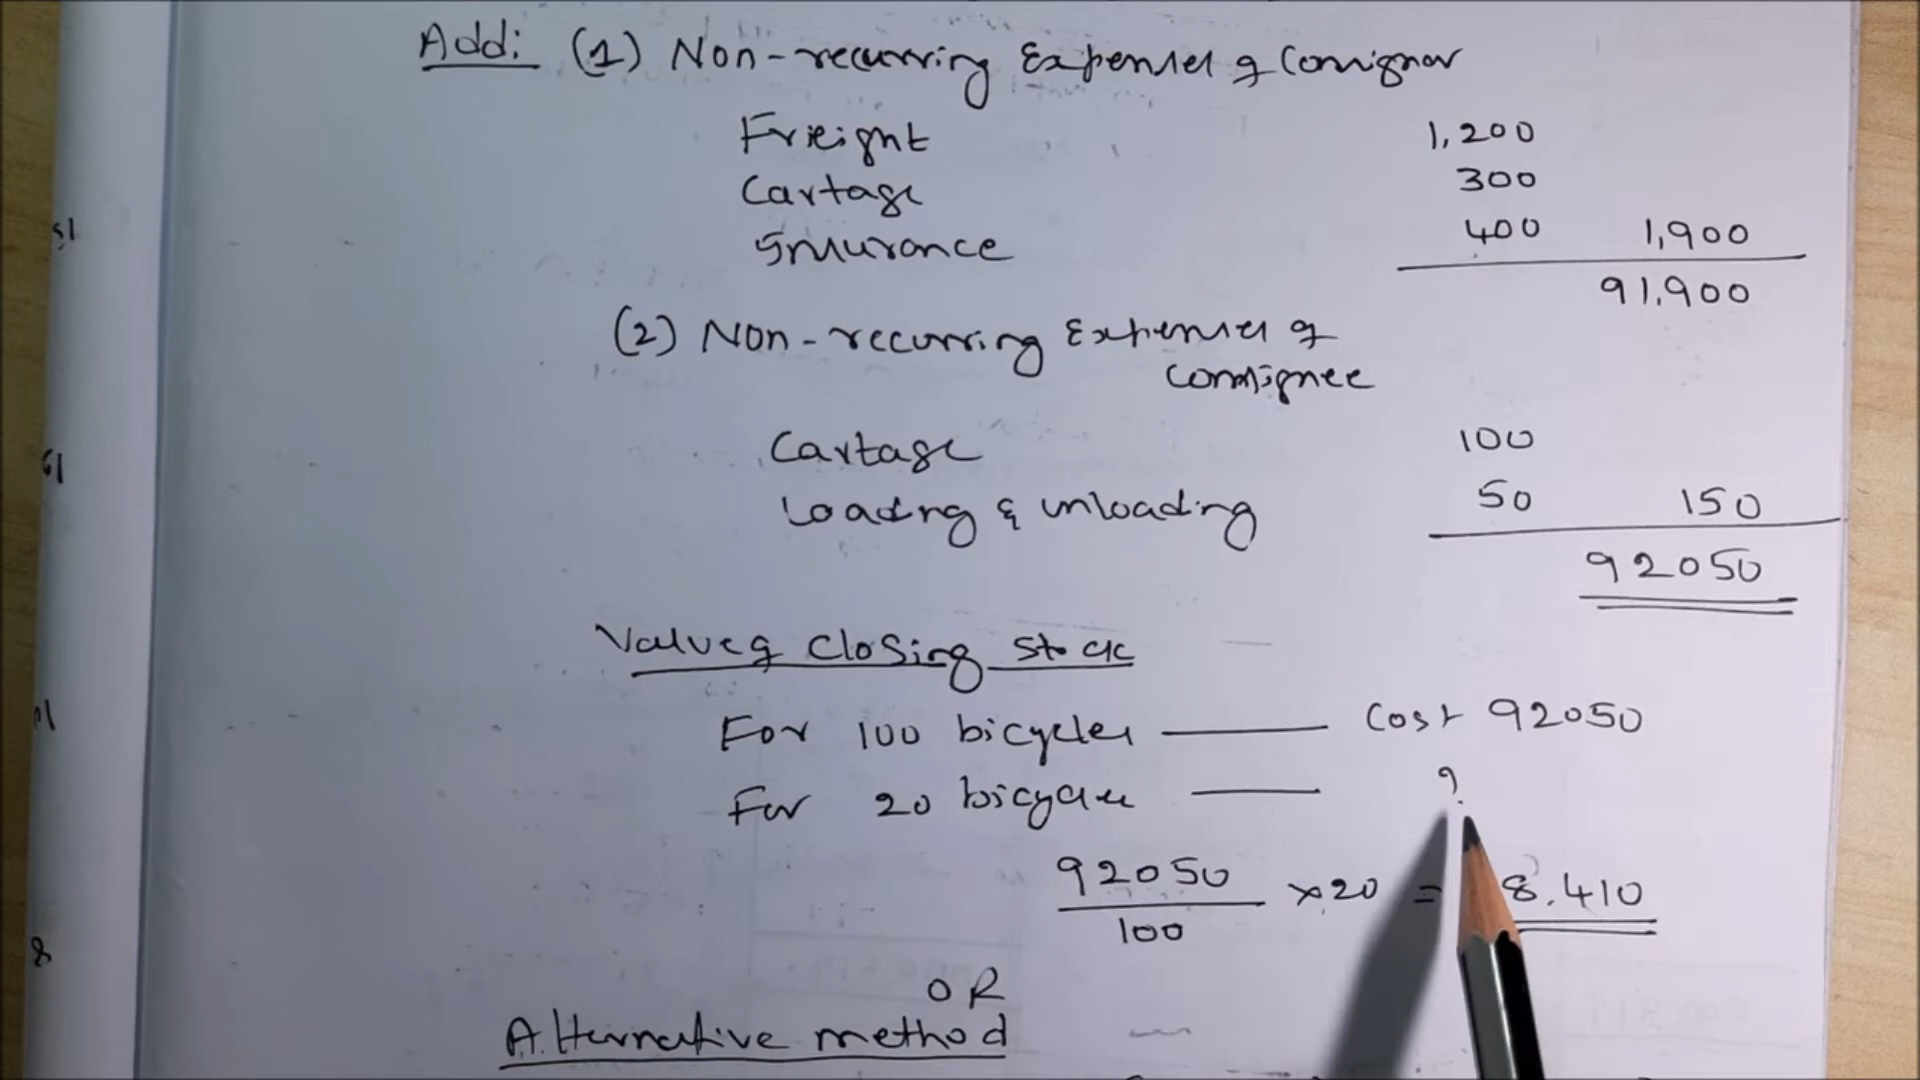 Add: (1) Non-recurring Expenses of Consignor
Freight 1,200
Cartage 300
Insurance 400 1,900
91,900
(2) Non-recurring Expenses of
consignee
Cartage 100
Loading & unloading 50 150
92050
Value of Closing Stock
For 100 bicycles — Cost 92050
For 20 bicycles — ?
92050
× 20 = 8,410
100
OR
Alternative method